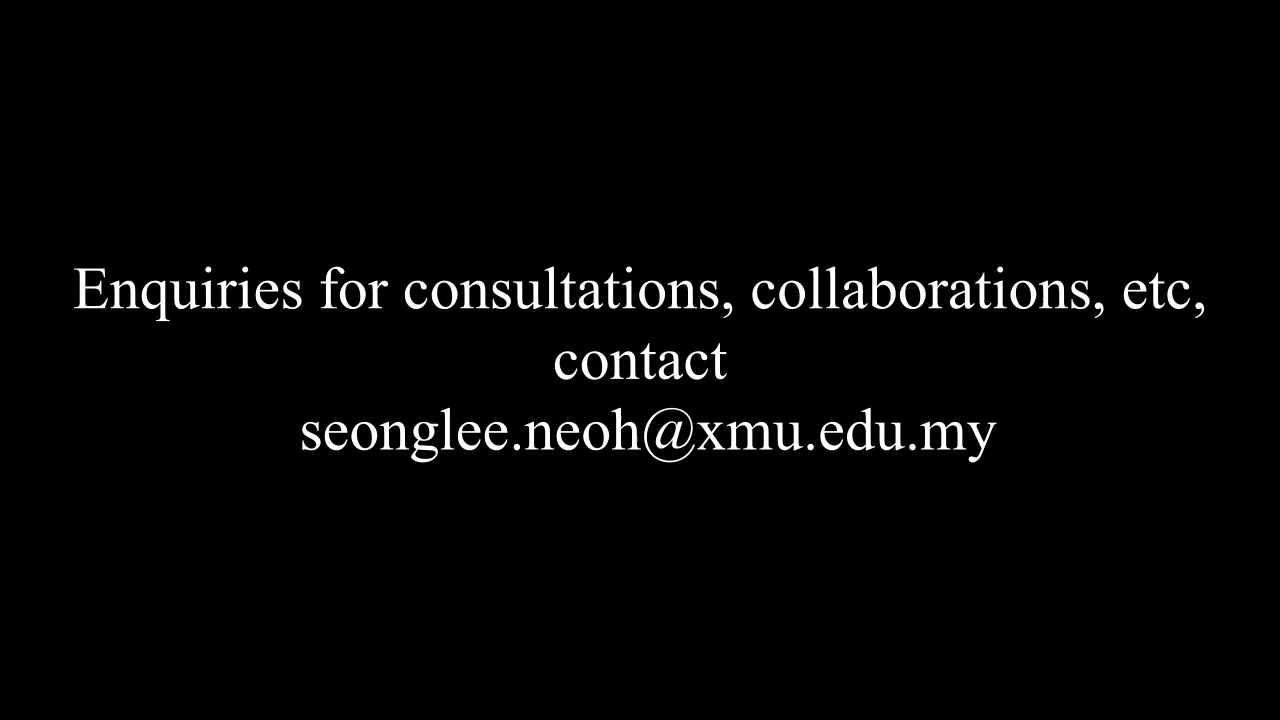 Enquiries for consultations, collaborations, etc,
contact
seonglee.neoh@xmu.edu.my